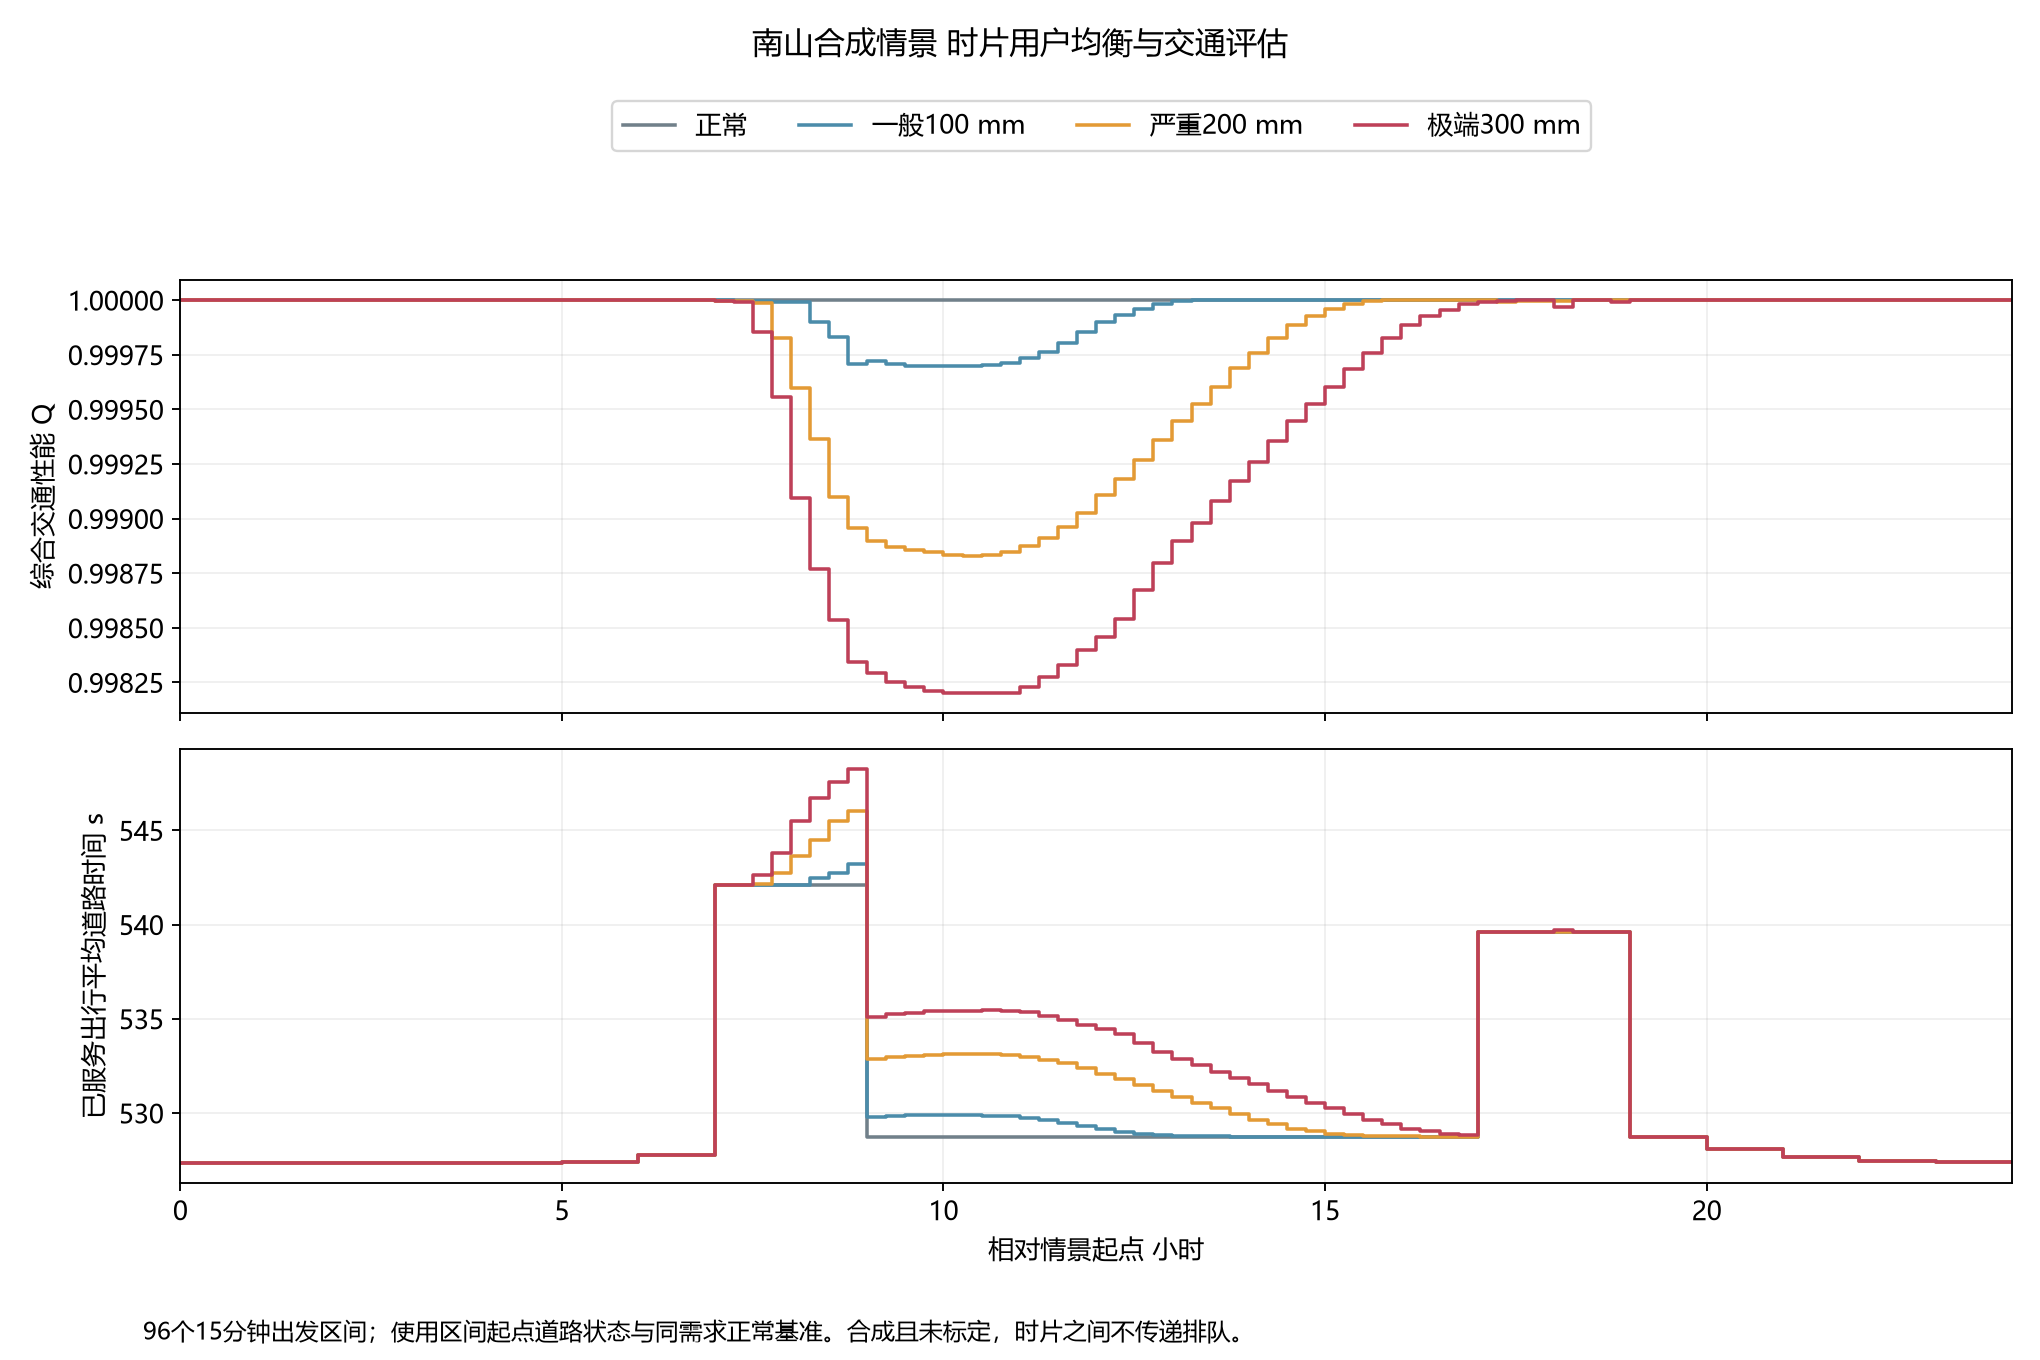 南山合成情景 时片用户均衡与交通评估
正常
一般100 mm
严重200 mm
极端300 mm
综合交通性能 Q
1.00000
0.99975
0.99950
0.99925
0.99900
0.99875
0.99850
0.99825
已服务出行平均道路时间 s
545
540
535
530
0
5
10
15
20
相对情景起点 小时
96个15分钟出发区间；使用区间起点道路状态与同需求正常基准。合成且未标定，时片之间不传递排队。